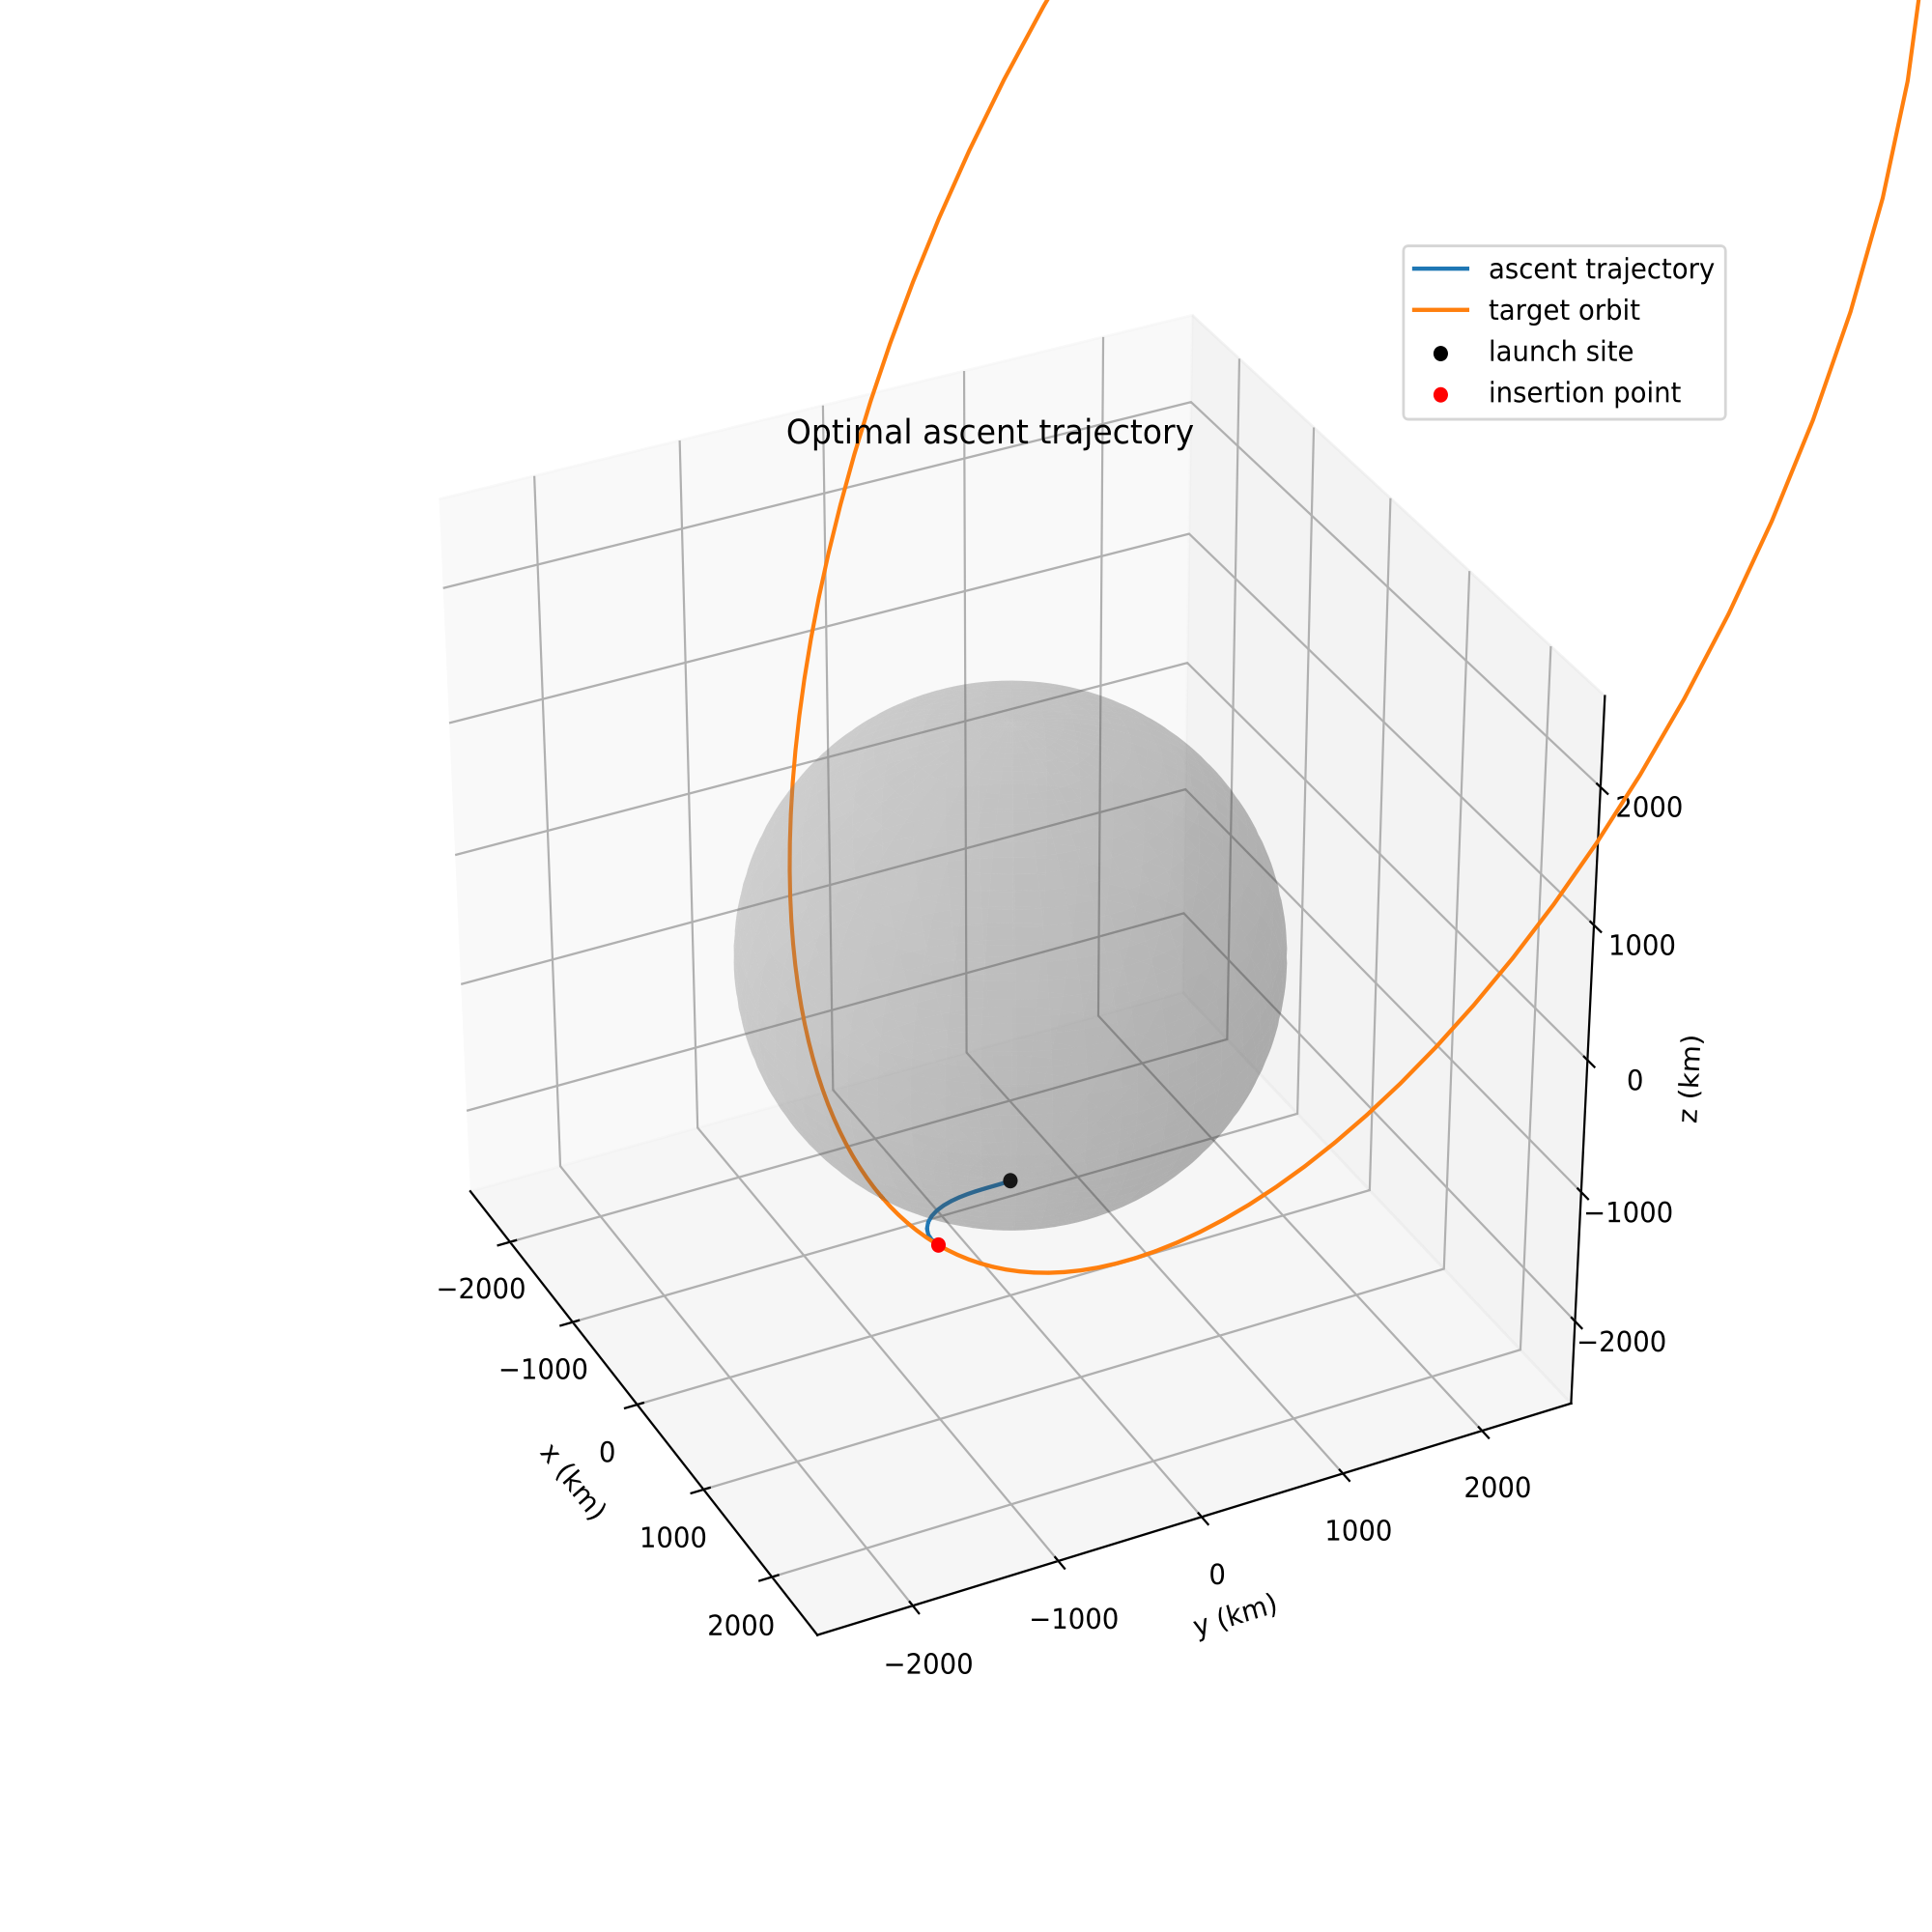 ascent trajectory
target orbit
launch site
insertion point
Optimal ascent trajectory
2000
1000
0
−1000
−2000
z (km)
−2000
−1000
0
1000
2000
x (km)
−2000
−1000
0
1000
2000
y (km)